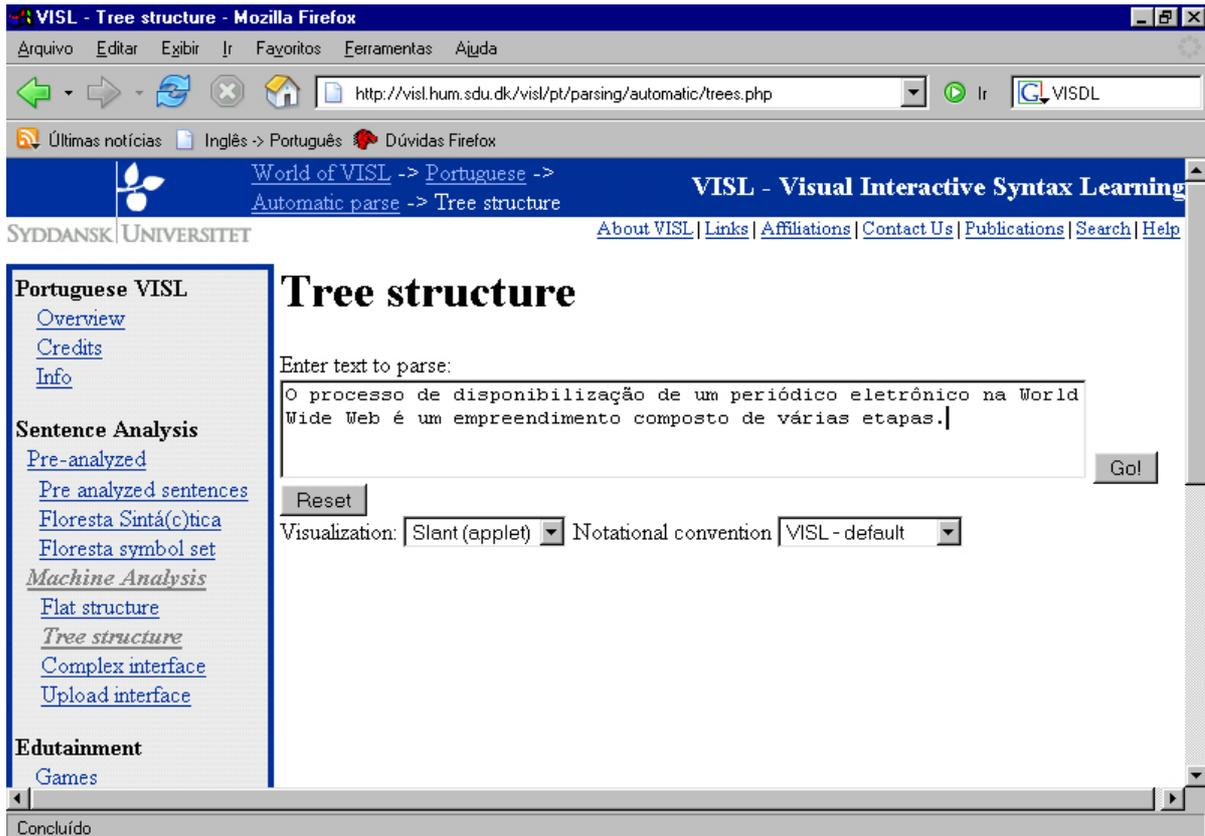 VISL - Tree structure - Mozilla Firefox
Arquivo Editar Exibir Ir Favoritos Ferramentas Ajuda
http://visl.hum.sdu.dk/visl/pt/parsing/automatic/trees.php Ir G VISDL
Últimas notícias Inglês -> Português Dúvidas Firefox
World of VISL -> Portuguese ->
Automatic parse -> Tree structure
VISL - Visual Interactive Syntax Learning
SYDDANSK UNIVERSITET
About VISL | Links | Affiliations | Contact Us | Publications | Search | Help
Portuguese VISL
Overview
Credits
Info
Sentence Analysis
Pre-analyzed
Pre analyzed sentences
Floresta Sintá(c)tica
Floresta symbol set
Machine Analysis
Flat structure
Tree structure
Complex interface
Upload interface
Edutainment
Games
Tree structure
Enter text to parse:
O processo de disponibilização de um periódico eletrônico na World
Wide Web é um empreendimento composto de várias etapas.
Go!
Reset
Visualization: Slant (applet) Notational convention VISL - default
Concluído